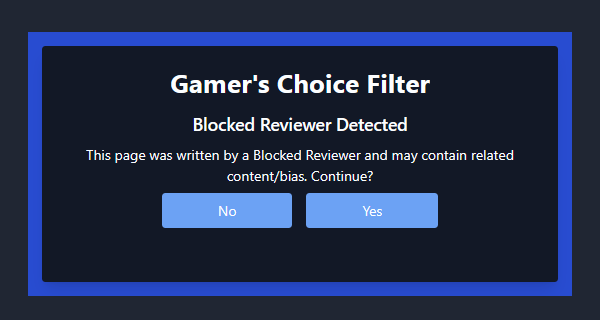 Gamer's Choice Filter
Blocked Reviewer Detected
This page was written by a Blocked Reviewer and may contain related
content/bias. Continue?
No Yes